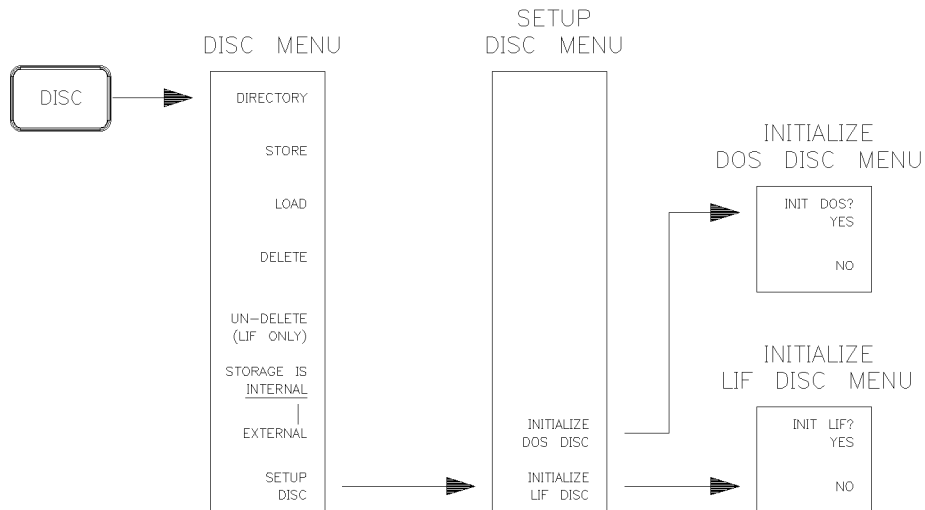 DISC
DISC MENU
DIRECTORY
STORE
LOAD
DELETE
UN-DELETE
(LIF ONLY)
STORAGE IS
INTERNAL
EXTERNAL
SETUP
DISC
SETUP
DISC MENU
INITIALIZE
DOS DISC
INITIALIZE
LIF DISC
INITIALIZE
DOS DISC MENU
INIT DOS?
YES
NO
INITIALIZE
LIF DISC MENU
INIT LIF?
YES
NO